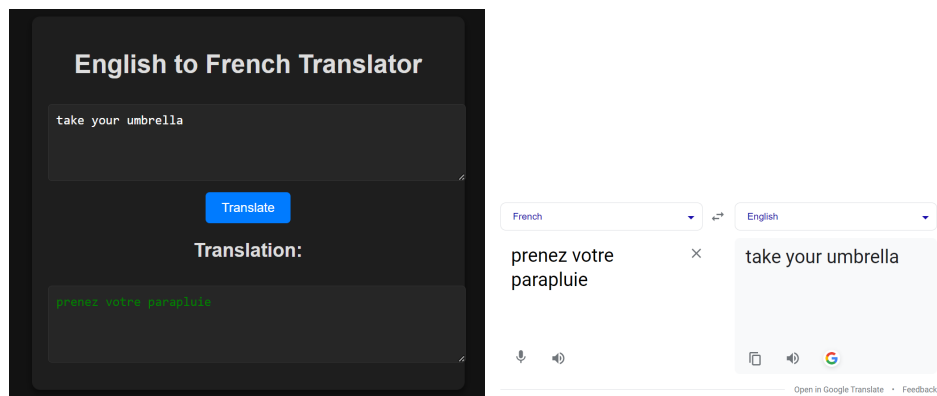 English to French Translator
take your umbrella
Translate
Translation:
prenez votre parapluie
French
English
prenez votre
parapluie
take your umbrella
Open in Google Translate • Feedback